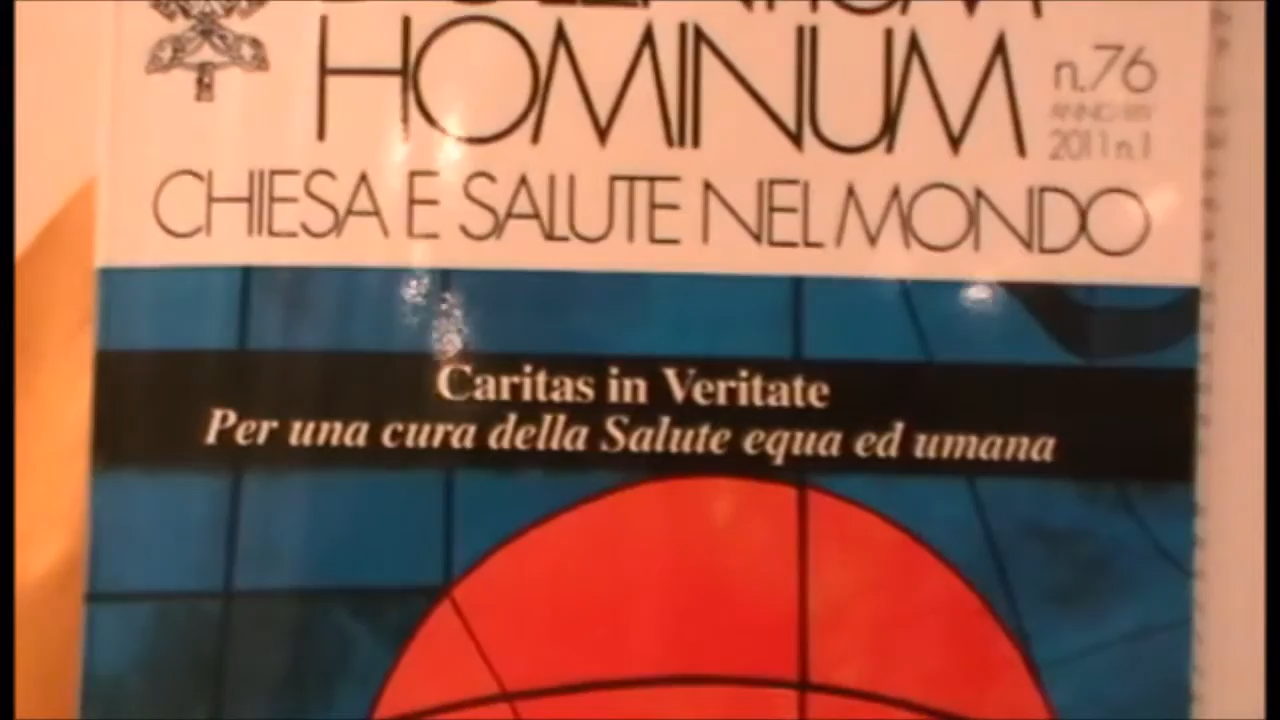 HOMINUM
n.76
2011 n.1
CHIESA E SALUTE NEL MONDO
Caritas in Veritate
Per una cura della Salute equa ed umana